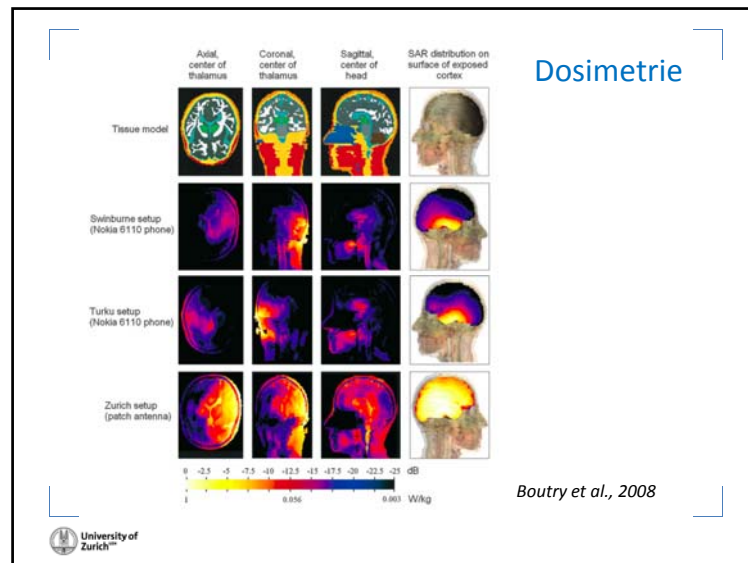 Dosimetrie
Axial,
center of
thalamus
Coronal,
center of
thalamus
Sagittal,
center of
head
SAR distribution on
surface of exposed
cortex
Tissue model
Swinburne setup
(Nokia 6110 phone)
Turku setup
(Nokia 6110 phone)
Zurich setup
(patch antenna)
0 -2.5 -5 -7.5 -10 -12.5 -15 -17.5 -20 -22.5 -25 dB
1 0.056 0.003 W/kg
Boutry et al., 2008
University of
Zurich